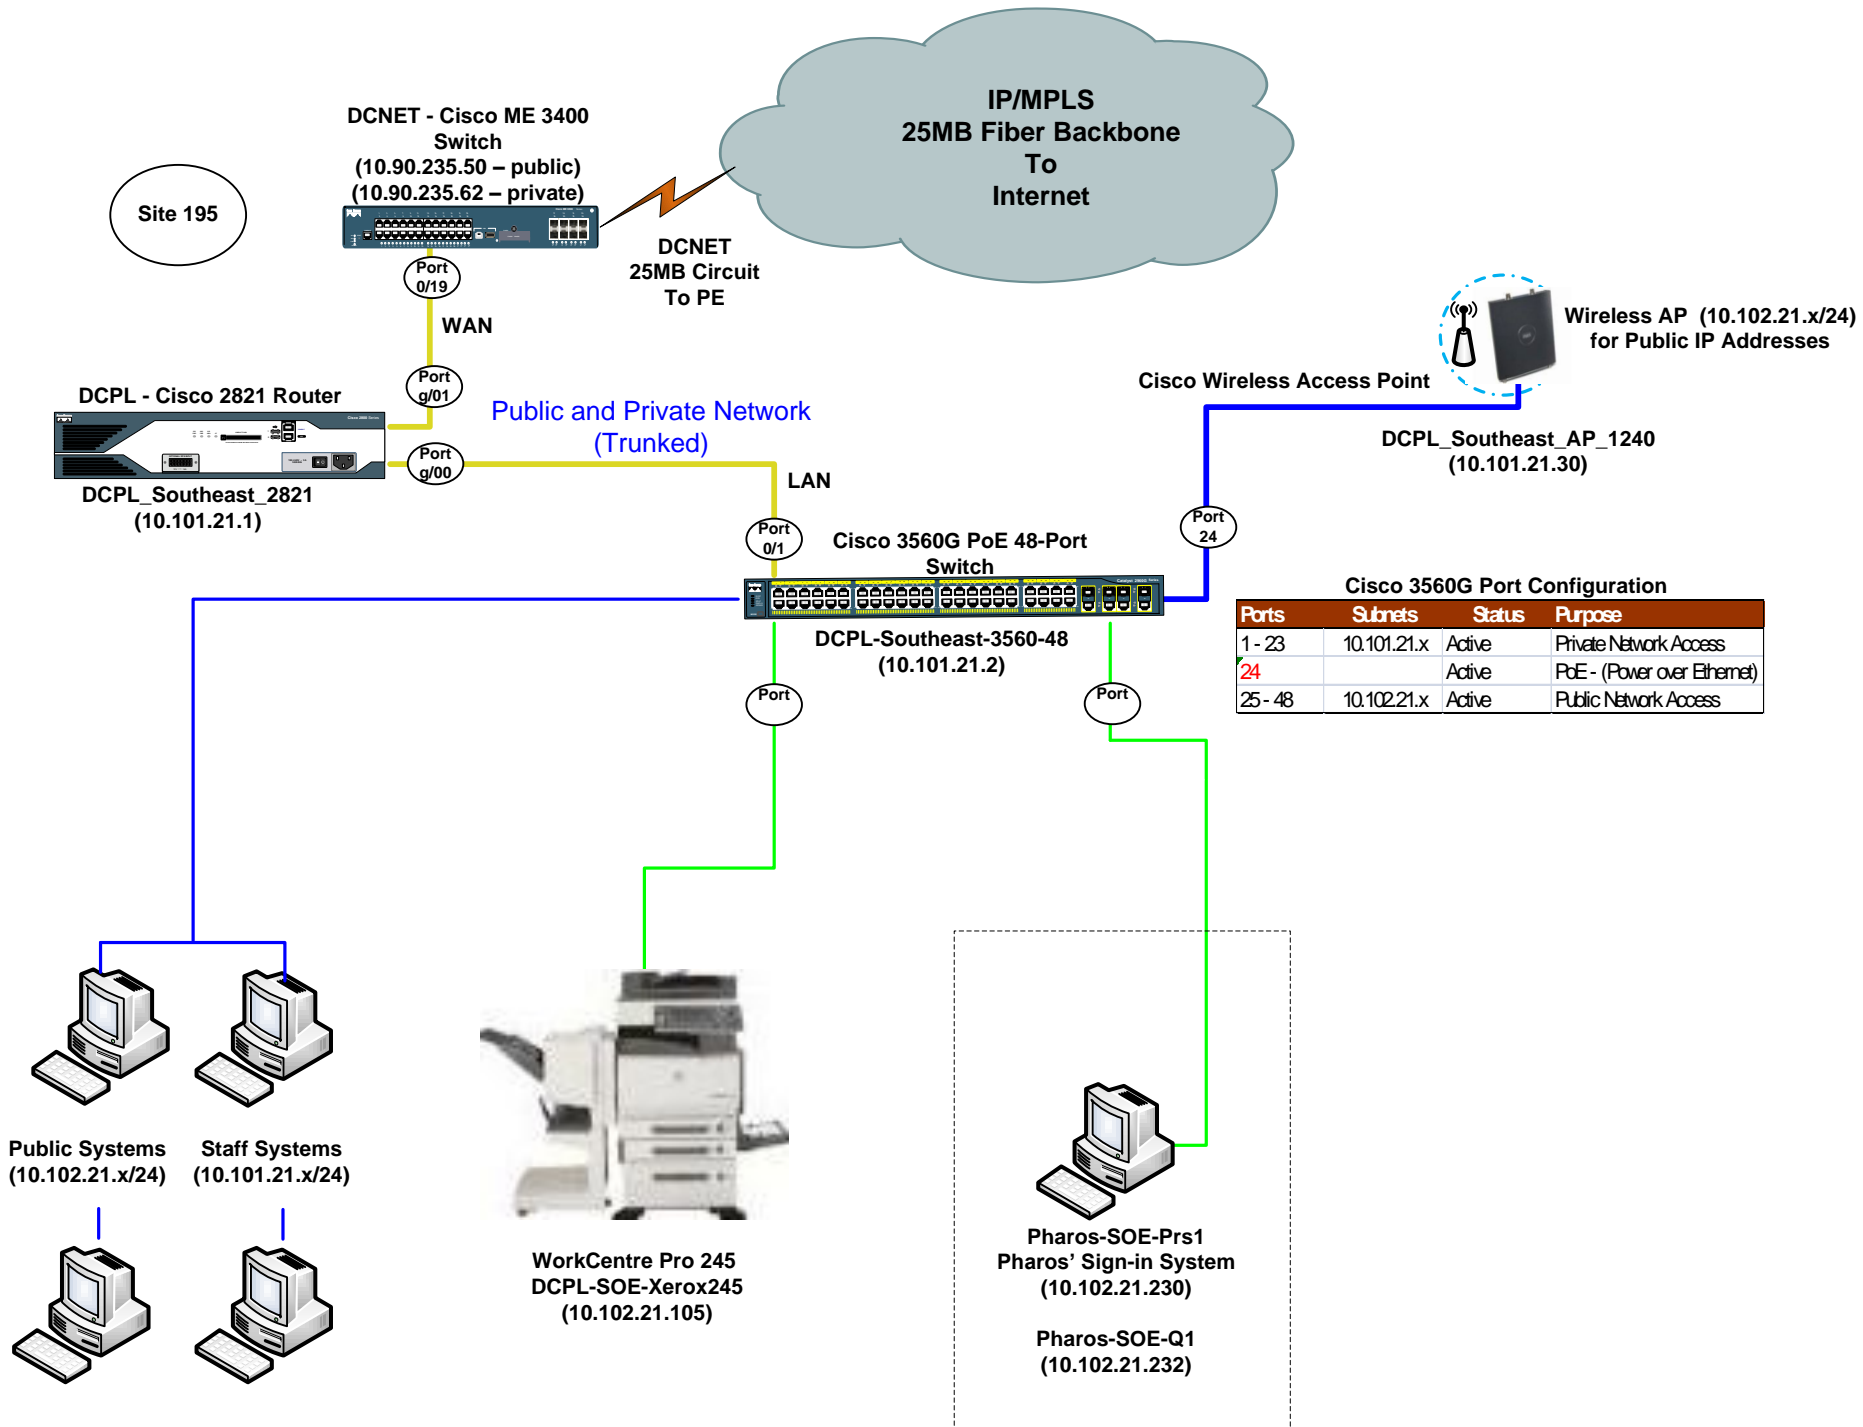 IP/MPLS
25MB Fiber Backbone
To
Internet
DCNET - Cisco ME 3400
Switch
(10.90.235.50 – public)
(10.90.235.62 – private)
Site 195
DCNET
25MB Circuit
To PE
Port
0/19
WAN
Port
g/01
DCPL - Cisco 2821 Router
Cisco 2800 Series
DCPL_Southeast_2821
(10.101.21.1)
Port
g/00
Public and Private Network
(Trunked)
LAN
Port
0/1
Wireless AP (10.102.21.x/24)
for Public IP Addresses
Cisco Wireless Access Point
DCPL_Southeast_AP_1240
(10.101.21.30)
Port
24
Cisco 3560G PoE 48-Port
Switch
DCPL-Southeast-3560-48
(10.101.21.2)
Cisco 3560G Port Configuration
Ports Subnets Status Purpose
1 - 23 10.101.21.x Active Private Network Access
24 Active PoE - (Power over Ethernet)
25 - 48 10.102.21.x Active Public Network Access
Port
Port
Public Systems
(10.102.21.x/24)
Staff Systems
(10.101.21.x/24)
WorkCentre Pro 245
DCPL-SOE-Xerox245
(10.102.21.105)
Pharos-SOE-Prs1
Pharos’ Sign-in System
(10.102.21.230)
Pharos-SOE-Q1
(10.102.21.232)